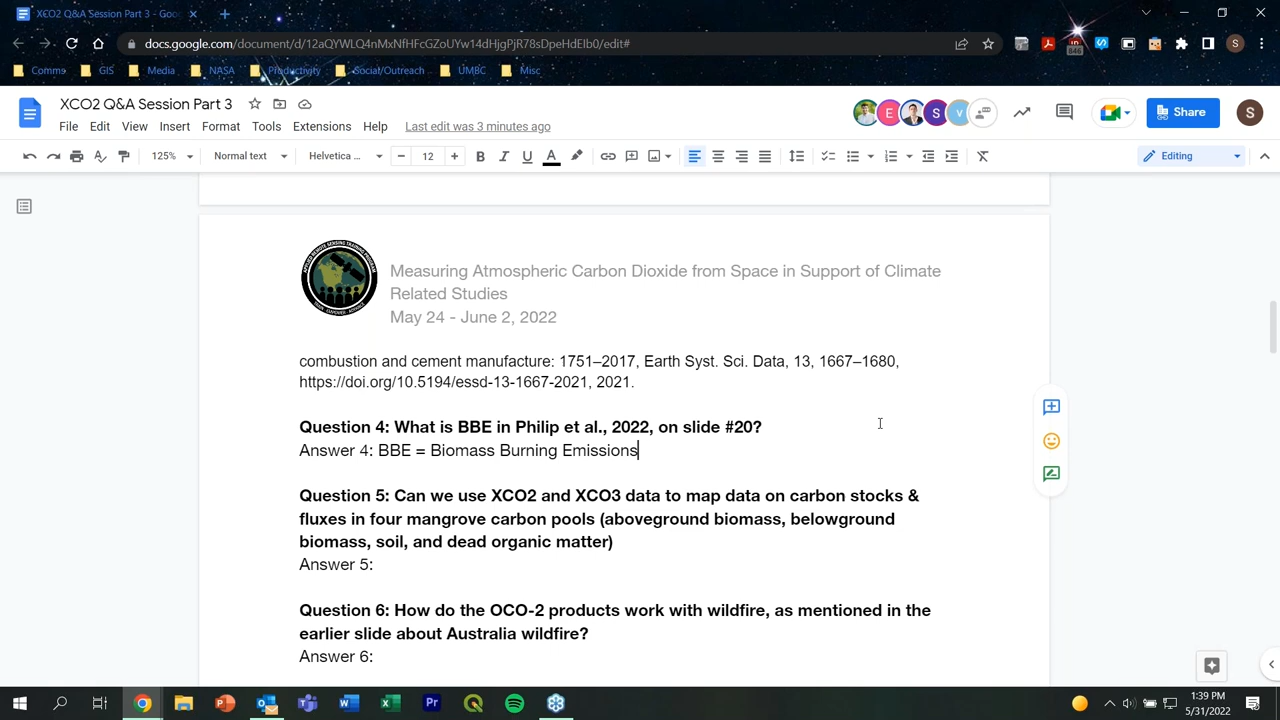 XCO2 Q&A Session Part 3 - Goo
docs.google.com/document/d/12aQYWLQ4nMxNfHFcGZoUYw14dHjgPjR78sDpeHdEIb0/edit#
Comms GIS Media NASA Productivity Social/Outreach UMBC Misc
XCO2 Q&A Session Part 3
File Edit View Insert Format Tools Extensions Help Last edit was 3 minutes ago
E S V Share S
125% Normal text Helvetica ... 12 B I U A Editing
Measuring Atmospheric Carbon Dioxide from Space in Support of Climate
Related Studies
May 24 - June 2, 2022
combustion and cement manufacture: 1751–2017, Earth Syst. Sci. Data, 13, 1667–1680,
https://doi.org/10.5194/essd-13-1667-2021, 2021.
Question 4: What is BBE in Philip et al., 2022, on slide #20?
Answer 4: BBE = Biomass Burning Emissions
Question 5: Can we use XCO2 and XCO3 data to map data on carbon stocks &
fluxes in four mangrove carbon pools (aboveground biomass, belowground
biomass, soil, and dead organic matter)
Answer 5:
Question 6: How do the OCO-2 products work with wildfire, as mentioned in the
earlier slide about Australia wildfire?
Answer 6:
1:39 PM
5/31/2022